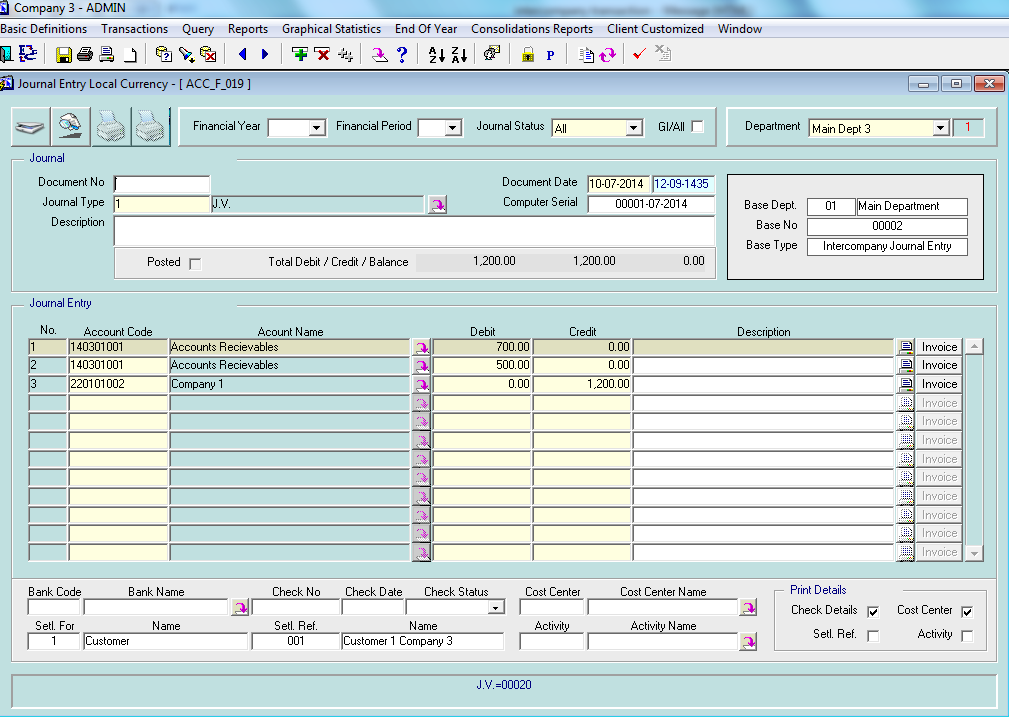 Company 3 - ADMIN
Basic Definitions Transactions Query Reports Graphical Statistics End Of Year Consolidations Reports Client Customized Window
Journal Entry Local Currency - [ ACC_F_019 ]
Financial Year Financial Period Journal Status All Gl/All Department Main Dept 3 1
Journal
Document No Document Date 10-07-2014 12-09-1435
Journal Type 1 J.V. Computer Serial 00001-07-2014
Description
Base Dept. 01 Main Department
Base No 00002
Base Type Intercompany Journal Entry
Posted Total Debit / Credit / Balance 1,200.00 1,200.00 0.00
Journal Entry
No. Account Code Acount Name Debit Credit Description
1 140301001 Accounts Recievables 700.00 0.00 Invoice
2 140301001 Accounts Recievables 500.00 0.00 Invoice
3 220101002 Company 1 0.00 1,200.00 Invoice
Invoice
Invoice
Invoice
Invoice
Invoice
Invoice
Invoice
Invoice
Invoice
Bank Code Bank Name Check No Check Date Check Status Cost Center Cost Center Name
Setl. For Name Setl. Ref. Name Activity Activity Name
1 Customer 001 Customer 1 Company 3
Print Details
Check Details Cost Center
Setl. Ref. Activity
J.V.=00020